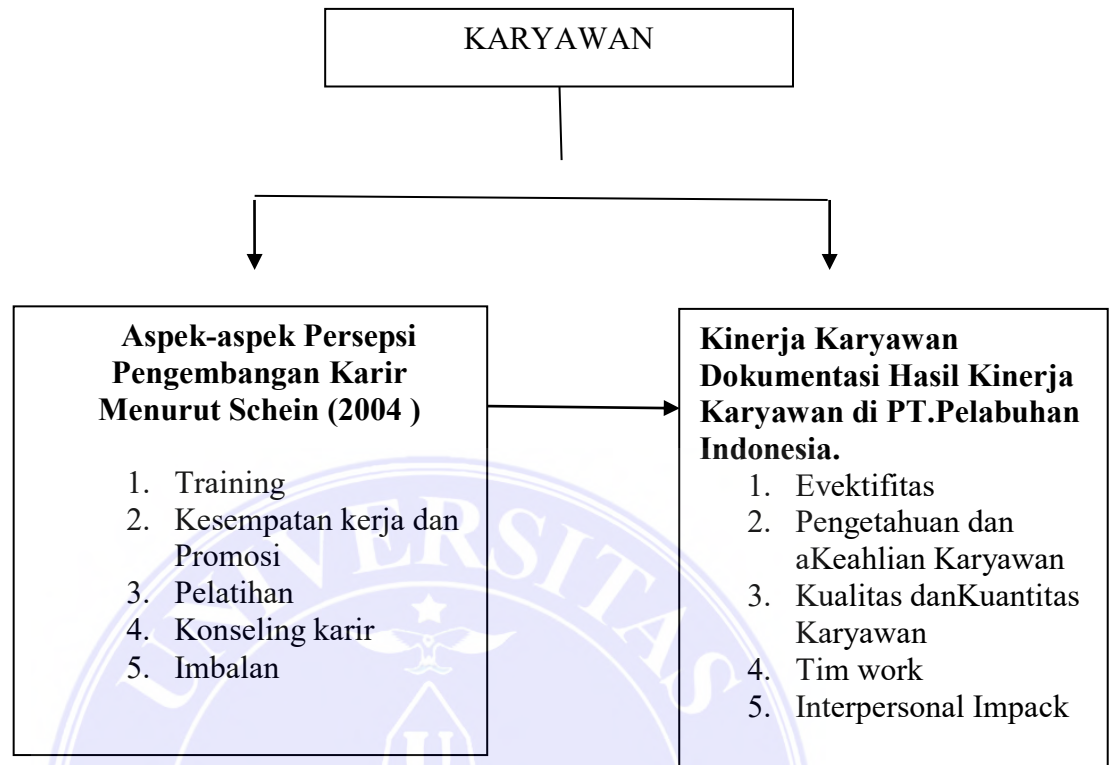 KARYAWAN
Aspek-aspek Persepsi
Pengembangan Karir
Menurut Schein (2004 )
1. Training
2. Kesempatan kerja dan
Promosi
3. Pelatihan
4. Konseling karir
5. Imbalan
Kinerja Karyawan
Dokumentasi Hasil Kinerja
Karyawan di PT.Pelabuhan
Indonesia.
1. Evektifitas
2. Pengetahuan dan
aKeahlian Karyawan
3. Kualitas danKuantitas
Karyawan
4. Tim work
5. Interpersonal Impack
UNIVERSITAS